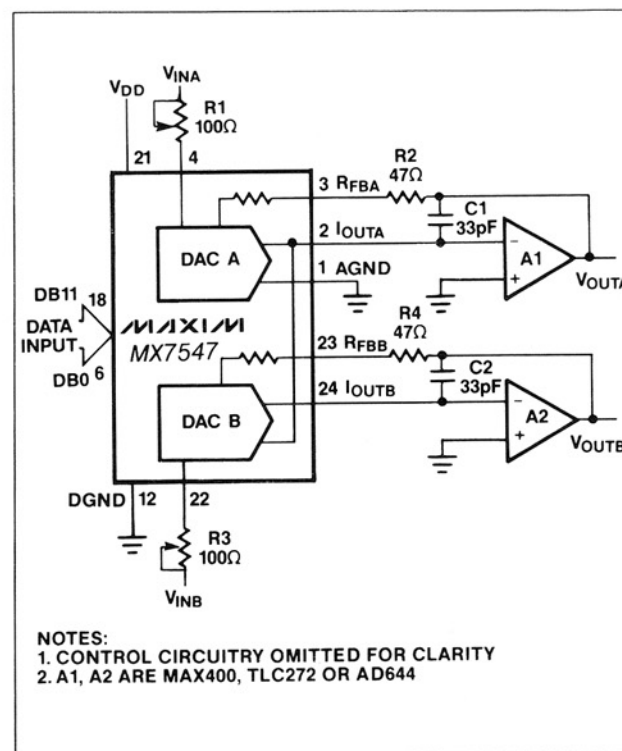 VINA
VDD
R1
100Ω
21
4
R2
47Ω
3 RFBA
C1
33pF
2 IOUTA
A1
1 AGND
VOUTA
DAC A
DB11
18
DATA
INPUT
MAXIM
MX7547
DB0
6
R4
47Ω
23 RFBB
C2
33pF
24 IOUTB
A2
VOUTB
DAC B
DGND
12
22
R3
100Ω
VINB
-
+
-
+
NOTES:
1. CONTROL CIRCUITRY OMITTED FOR CLARITY
2. A1, A2 ARE MAX400, TLC272 OR AD644